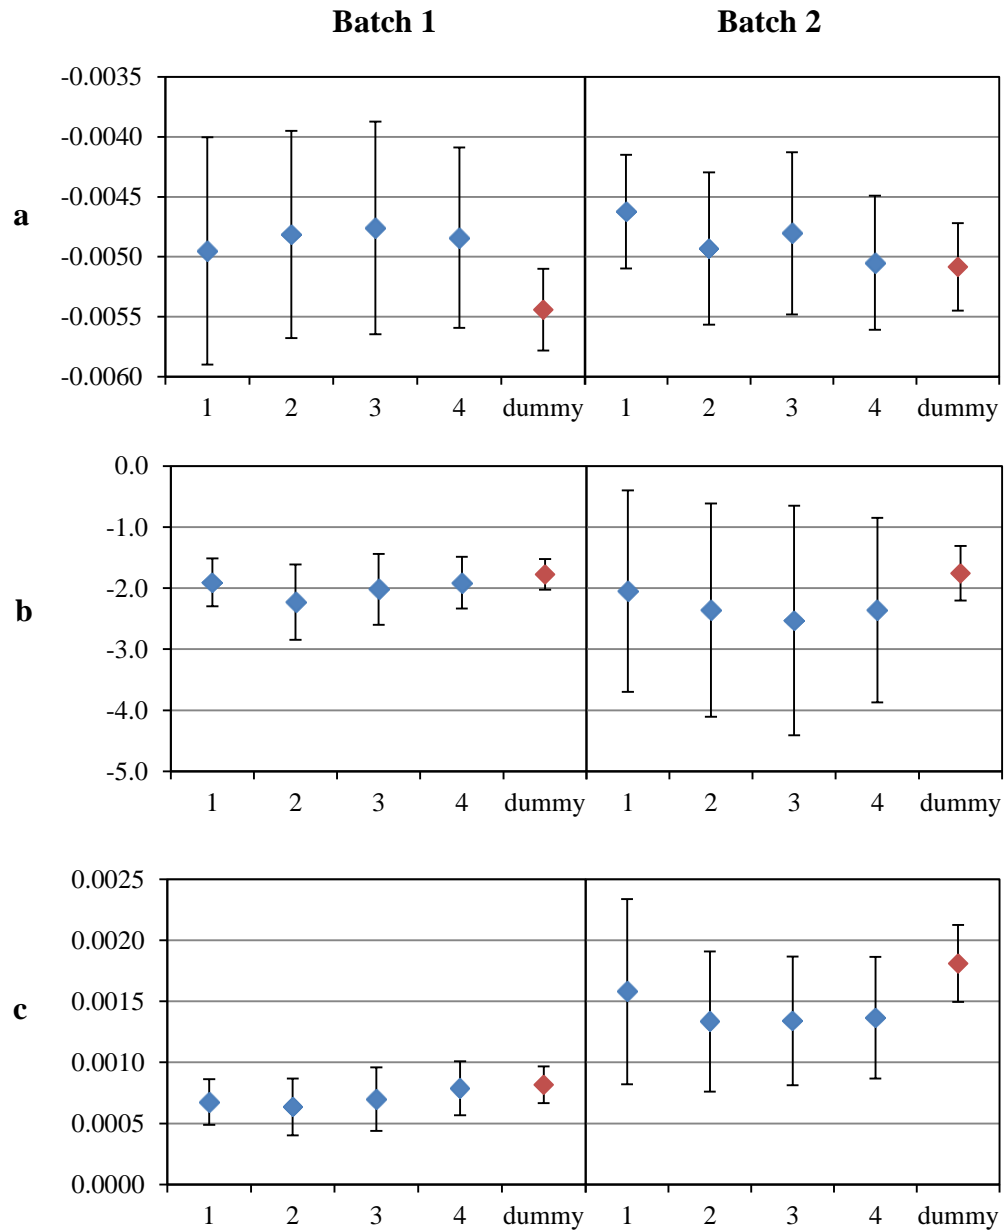 Batch 1 Batch 2
a
-0.0035
-0.0040
-0.0045
-0.0050
-0.0055
-0.0060
1 2 3 4 dummy 1 2 3 4 dummy
b
0.0
-1.0
-2.0
-3.0
-4.0
-5.0
1 2 3 4 dummy 1 2 3 4 dummy
c
0.0025
0.0020
0.0015
0.0010
0.0005
0.0000
1 2 3 4 dummy 1 2 3 4 dummy